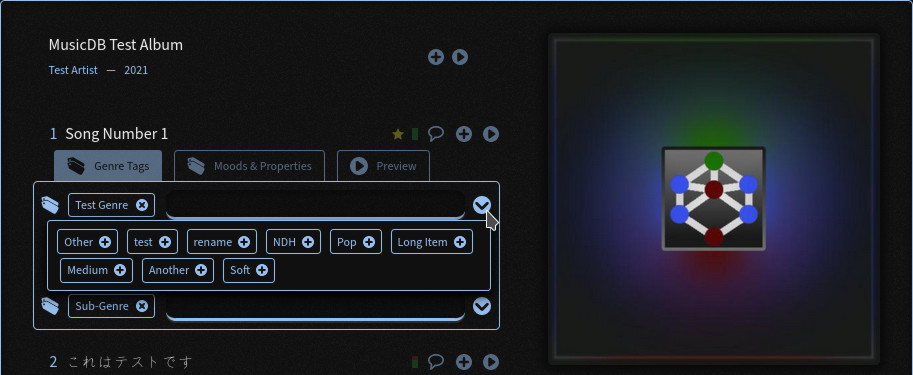 MusicDB Test Album
Test Artist — 2021
1 Song Number 1
Genre Tags Moods & Properties Preview
Test Genre
Other test rename NDH Pop Long Item
Medium Another Soft
Sub-Genre
2 これはテストです